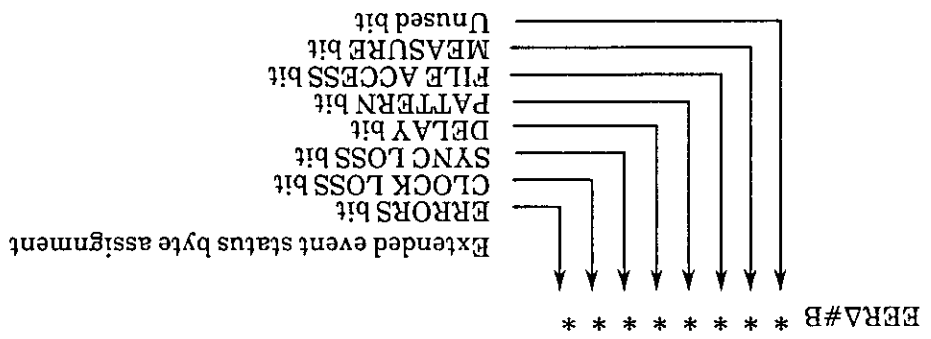 EERΔ#B * * * * * * * *
Extended event status byte assignment
ERRORS bit
CLOCK LOSS bit
SYNC LOSS bit
DELAY bit
PATTERN bit
FILE ACCESS bit
MEASURE bit
Unused bit